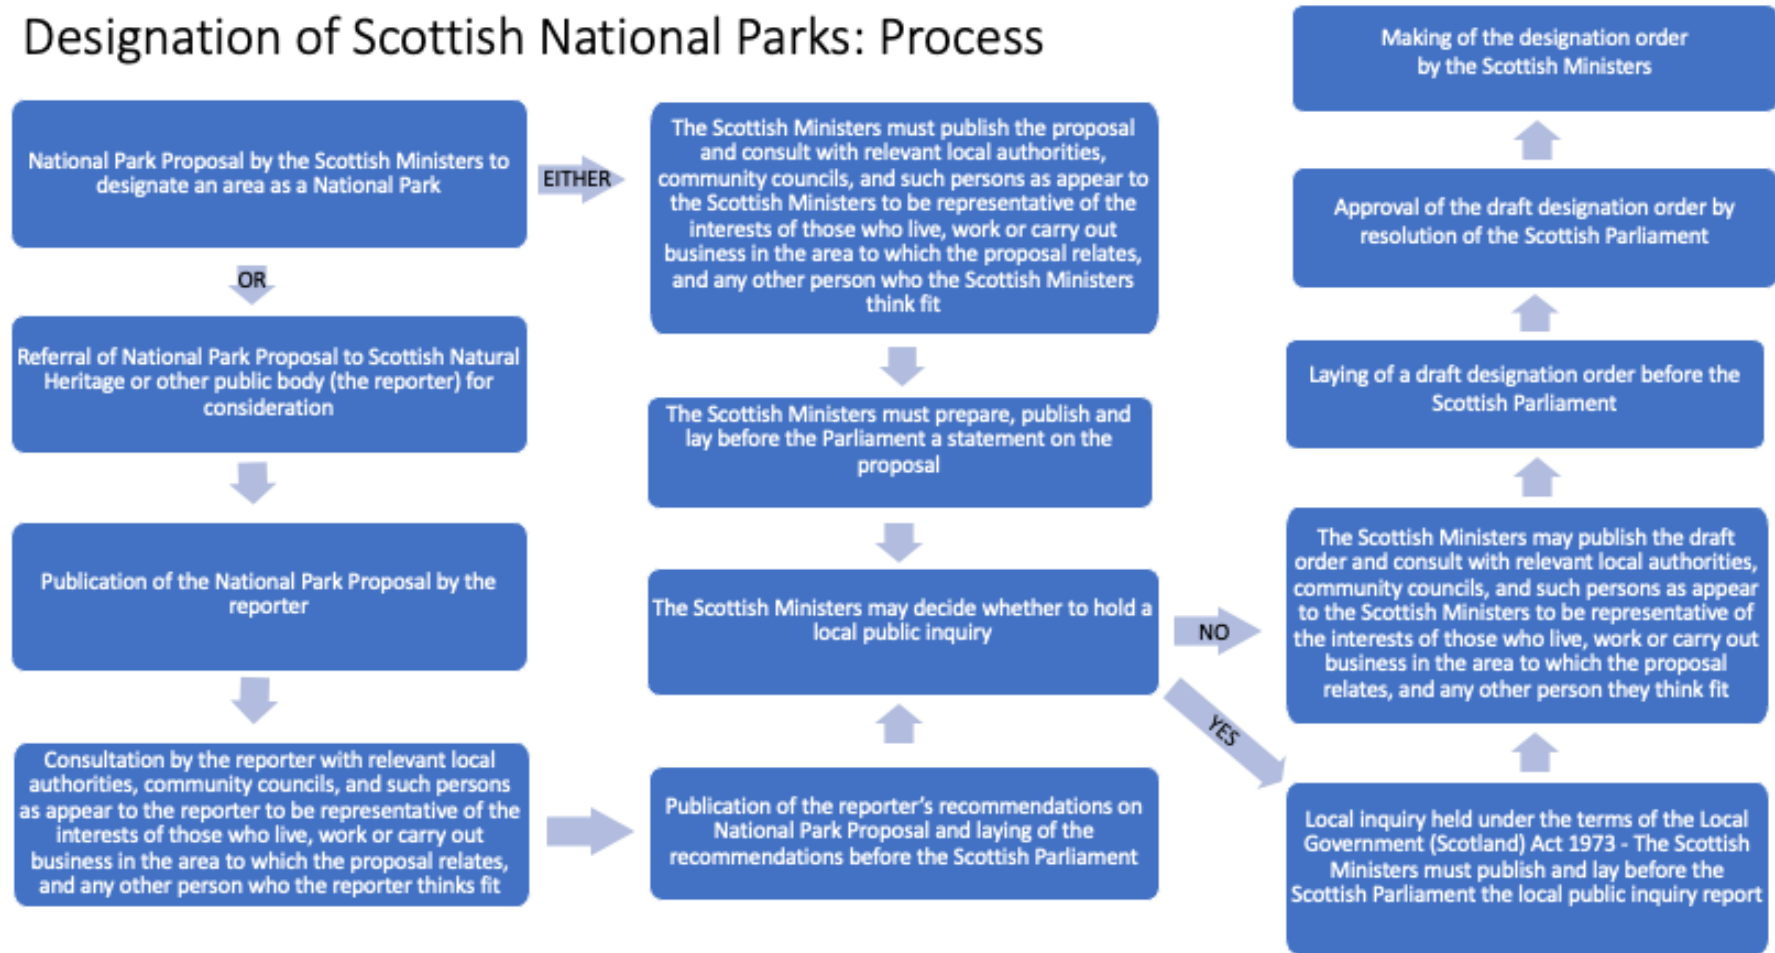 Designation of Scottish National Parks: Process
National Park Proposal by the Scottish Ministers to
designate an area as a National Park
EITHER
OR
Referral of National Park Proposal to Scottish Natural
Heritage or other public body (the reporter) for
consideration
Publication of the National Park Proposal by the
reporter
Consultation by the reporter with relevant local
authorities, community councils, and such persons
as appear to the reporter to be representative of the
interests of those who live, work or carry out
business in the area to which the proposal relates,
and any other person who the reporter thinks fit
The Scottish Ministers must publish the proposal
and consult with relevant local authorities,
community councils, and such persons as appear to
the Scottish Ministers to be representative of the
interests of those who live, work or carry out
business in the area to which the proposal relates,
and any other person who the Scottish Ministers
think fit
The Scottish Ministers must prepare, publish and
lay before the Parliament a statement on the
proposal
The Scottish Ministers may decide whether to hold a
local public inquiry
NO
YES
Publication of the reporter's recommendations on
National Park Proposal and laying of the
recommendations before the Scottish Parliament
Making of the designation order
by the Scottish Ministers
Approval of the draft designation order by
resolution of the Scottish Parliament
Laying of a draft designation order before the
Scottish Parliament
The Scottish Ministers may publish the draft
order and consult with relevant local authorities,
community councils, and such persons as appear
to the Scottish Ministers to be representative of
the interests of those who live, work or carry out
business in the area to which the proposal
relates, and any other person they think fit
Local inquiry held under the terms of the Local
Government (Scotland) Act 1973 - The Scottish
Ministers must publish and lay before the
Scottish Parliament the local public inquiry report